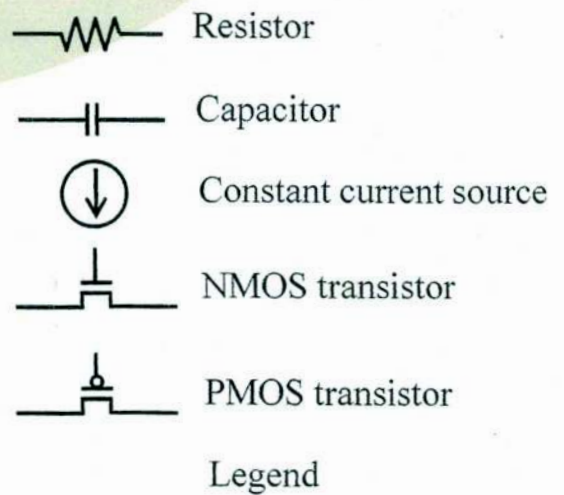 Resistor
Capacitor
Constant current source
NMOS transistor
PMOS transistor
Legend